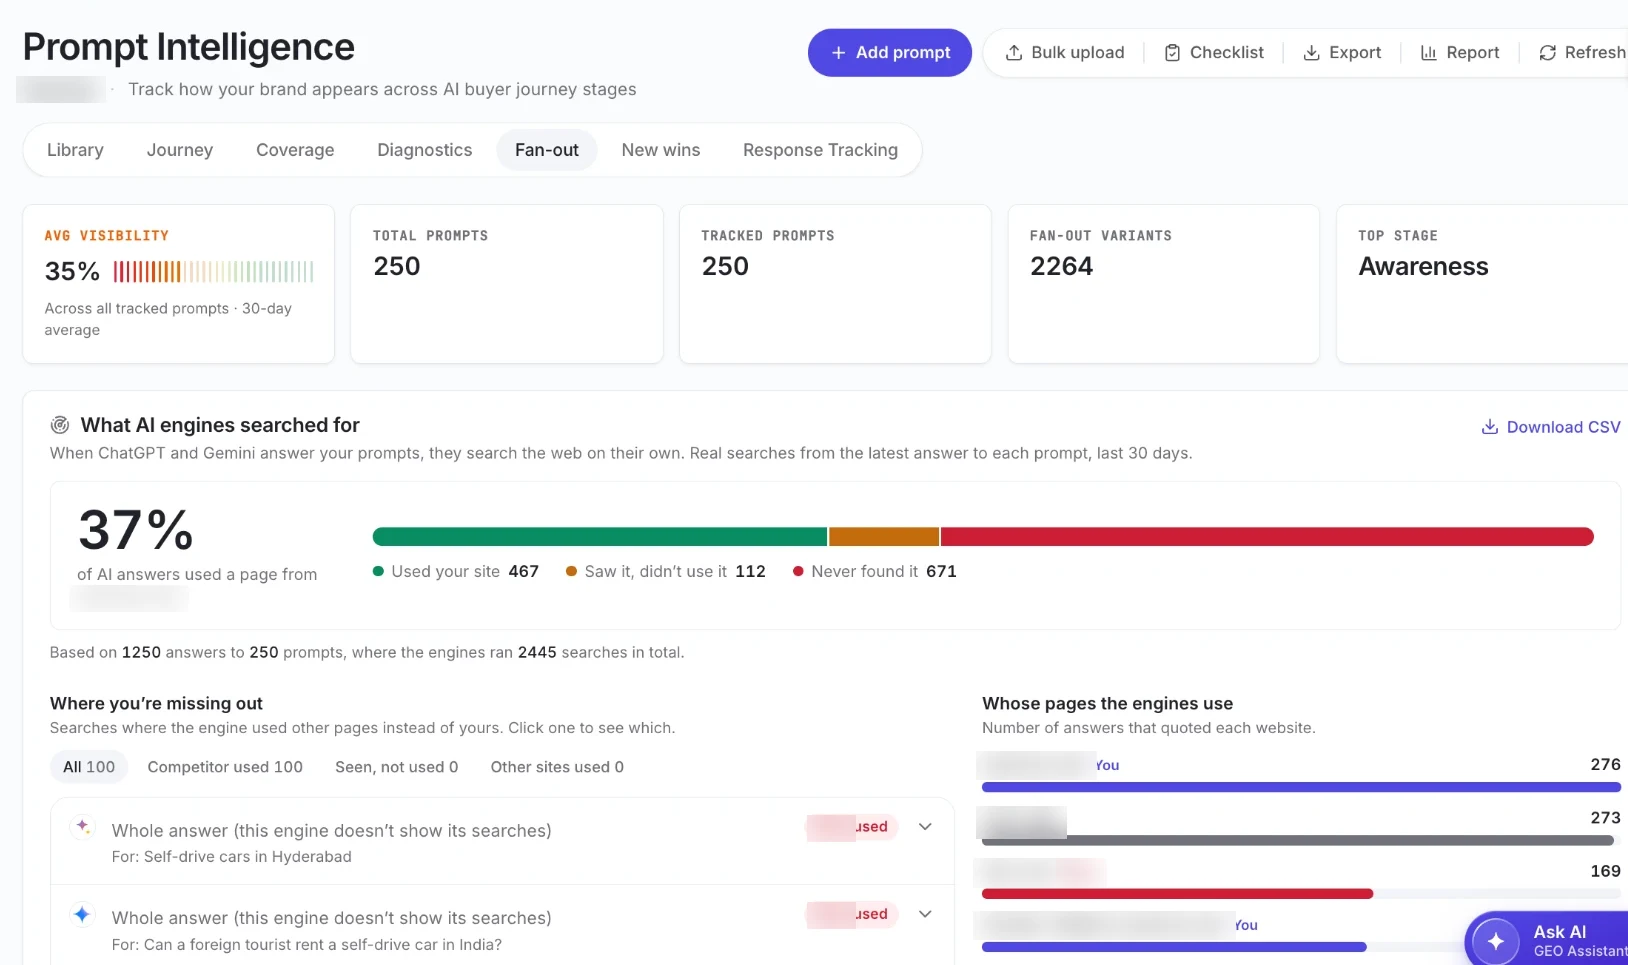 Prompt Intelligence
Add prompt
Bulk upload
Checklist
Export
Report
Refresh
· Track how your brand appears across AI buyer journey stages
Library Journey Coverage Diagnostics Fan-out New wins Response Tracking
AVG VISIBILITY
35%
Across all tracked prompts · 30-day
average
TOTAL PROMPTS
250
TRACKED PROMPTS
250
FAN-OUT VARIANTS
2264
TOP STAGE
Awareness
What AI engines searched for
Download CSV
When ChatGPT and Gemini answer your prompts, they search the web on their own. Real searches from the latest answer to each prompt, last 30 days.
37%
of AI answers used a page from
Used your site 467
Saw it, didn’t use it 112
Never found it 671
Based on 1250 answers to 250 prompts, where the engines ran 2445 searches in total.
Where you’re missing out
Searches where the engine used other pages instead of yours. Click one to see which.
All 100
Competitor used 100
Seen, not used 0
Other sites used 0
Whole answer (this engine doesn’t show its searches)
For: Self-drive cars in Hyderabad
used
Whole answer (this engine doesn’t show its searches)
For: Can a foreign tourist rent a self-drive car in India?
used
Whose pages the engines use
Number of answers that quoted each website.
You 276
273
169
You
Ask AI
GEO Assistant